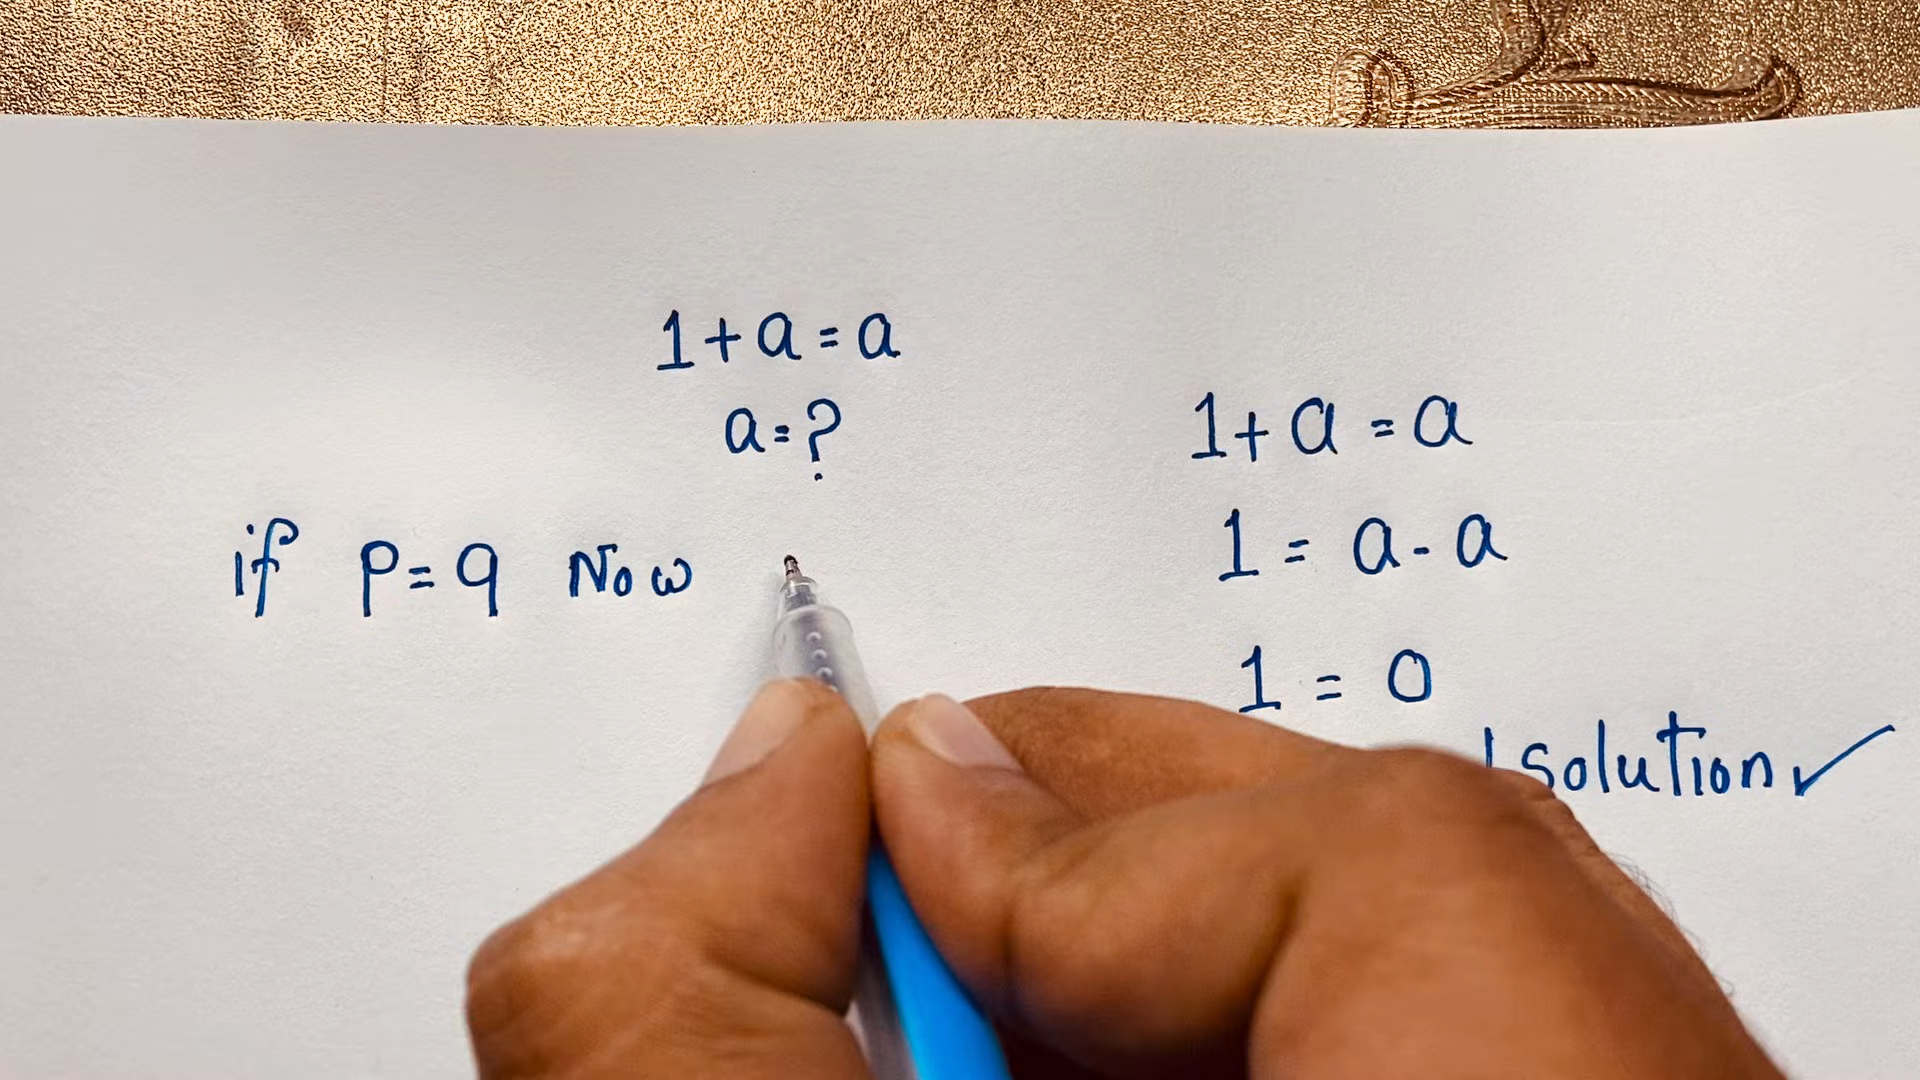 1+a=a
a=?
if p=q Now
1+a=a
1=a-a
1=0
solution✓